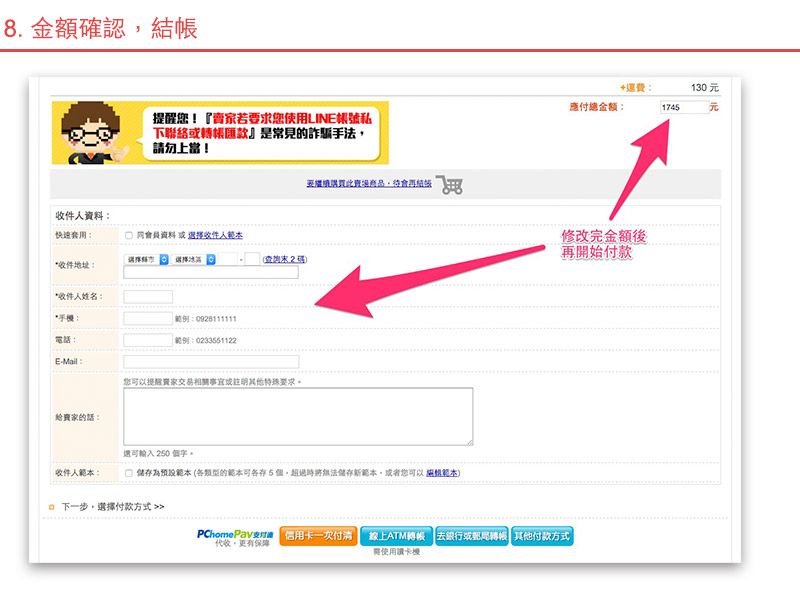 8. 金額確認，結帳
+運費： 130 元
應付總金額： 1745 元
提醒您！『賣家若要求您使用LINE帳號私
下聯絡或轉帳匯款』是常見的詐騙手法，
請勿上當！
要繼續購買此賣場商品，待會再結帳
收件人資料：
快速套用： 同會員資料 或 選擇收件人範本
修改完金額後
再開始付款
*收件地址： 選擇縣市 選擇地區 - (查詢末 2 碼)
*收件人姓名：
*手機： 範例：0928111111
電話： 範例：0233551122
E-Mail：
您可以提醒賣家交易相關事宜或註明其他特殊要求。
給賣家的話：
還可輸入 250 個字。
收件人範本： 儲存為預設範本 (各類型的範本可各存 5 個，超過時將無法儲存新範本，或者您可以 編輯範本)
下一步，選擇付款方式 >>
PChomePay支付連 信用卡一次付清 線上ATM轉帳 去銀行或郵局轉帳 其他付款方式
代收，更有保障
需使用讀卡機